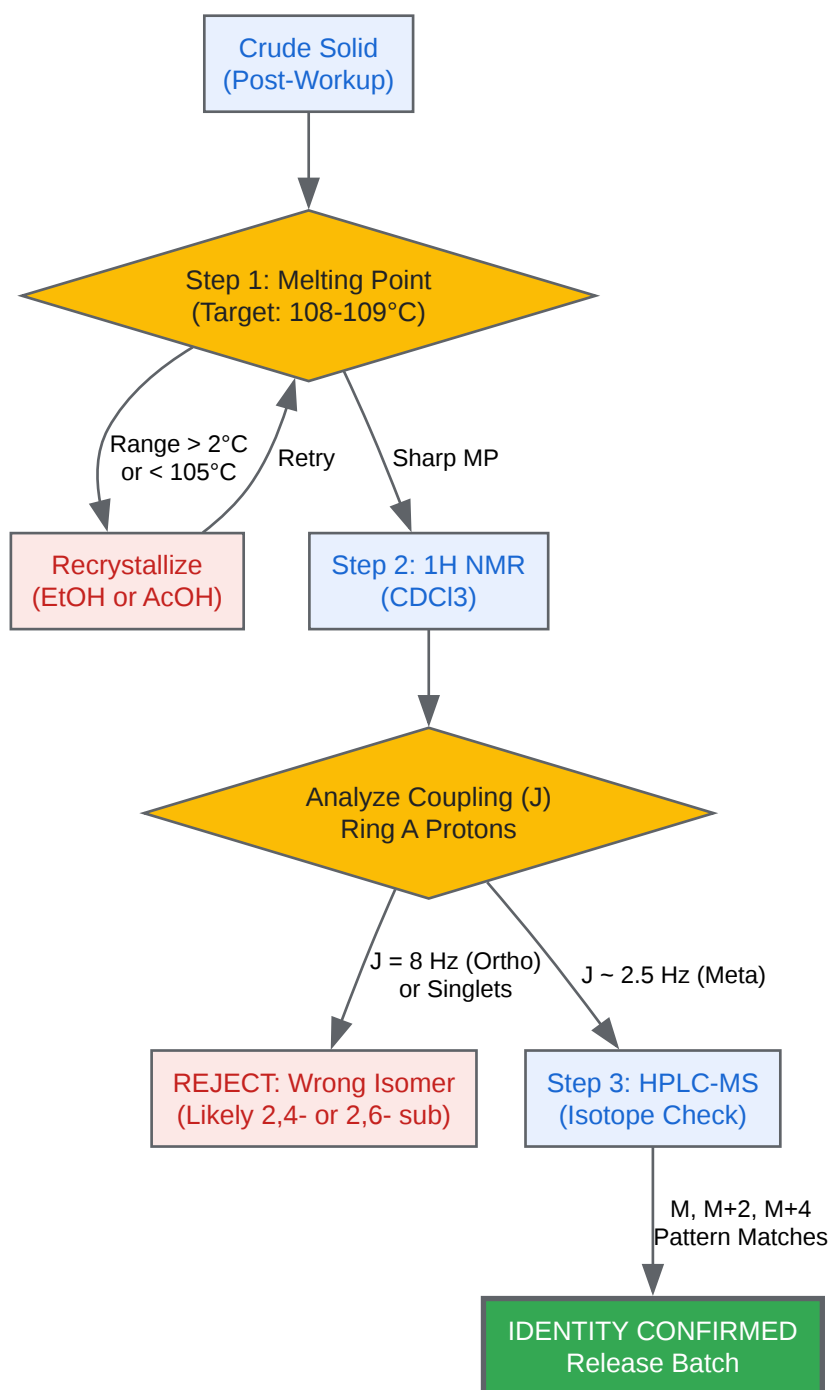 Crude Solid
(Post-Workup)
Step 1: Melting Point
(Target: 108-109°C)
Range > 2°C
or < 105°C
Retry
Sharp MP
Recrystallize
(EtOH or AcOH)
Step 2: 1H NMR
(CDCl3)
Analyze Coupling (J)
Ring A Protons
J = 8 Hz (Ortho)
or Singlets
J ~ 2.5 Hz (Meta)
REJECT: Wrong Isomer
(Likely 2,4- or 2,6- sub)
Step 3: HPLC-MS
(Isotope Check)
M, M+2, M+4
Pattern Matches
IDENTITY CONFIRMED
Release Batch